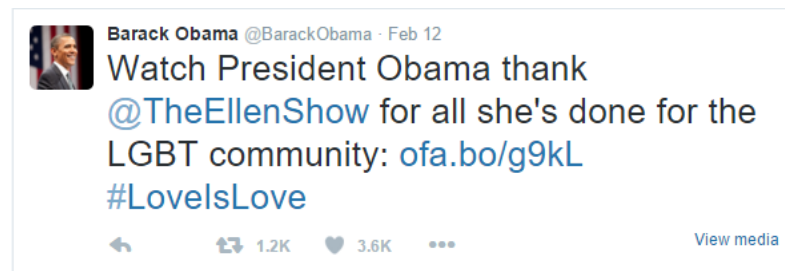 Barack Obama @BarackObama · Feb 12
Watch President Obama thank
@TheEllenShow for all she's done for the
LGBT community: ofa.bo/g9kL
#LoveIsLove
1.2K 3.6K ••• View media